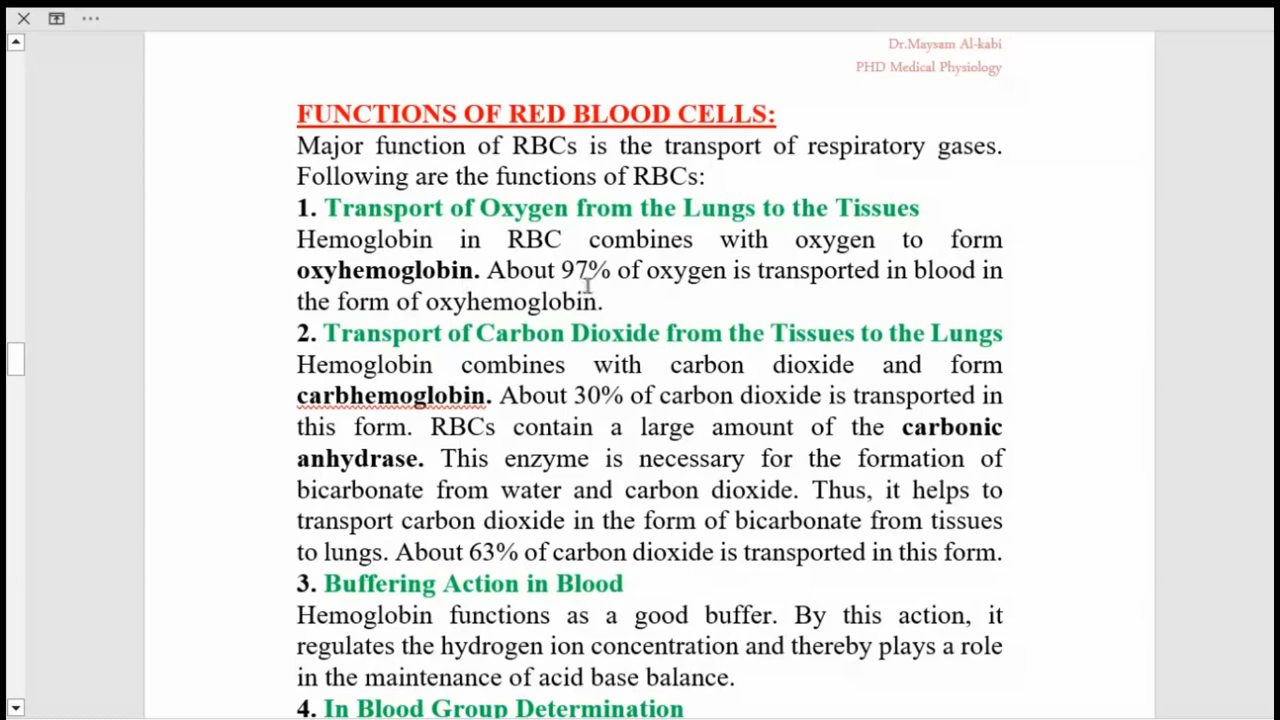 Dr.Maysam Al-kabi
PHD Medical Physiology
FUNCTIONS OF RED BLOOD CELLS:
Major function of RBCs is the transport of respiratory gases.
Following are the functions of RBCs:
1. Transport of Oxygen from the Lungs to the Tissues
Hemoglobin in RBC combines with oxygen to form
oxyhemoglobin. About 97% of oxygen is transported in blood in
the form of oxyhemoglobin.
2. Transport of Carbon Dioxide from the Tissues to the Lungs
Hemoglobin combines with carbon dioxide and form
carbhemoglobin. About 30% of carbon dioxide is transported in
this form. RBCs contain a large amount of the carbonic
anhydrase. This enzyme is necessary for the formation of
bicarbonate from water and carbon dioxide. Thus, it helps to
transport carbon dioxide in the form of bicarbonate from tissues
to lungs. About 63% of carbon dioxide is transported in this form.
3. Buffering Action in Blood
Hemoglobin functions as a good buffer. By this action, it
regulates the hydrogen ion concentration and thereby plays a role
in the maintenance of acid base balance.
4. In Blood Group Determination